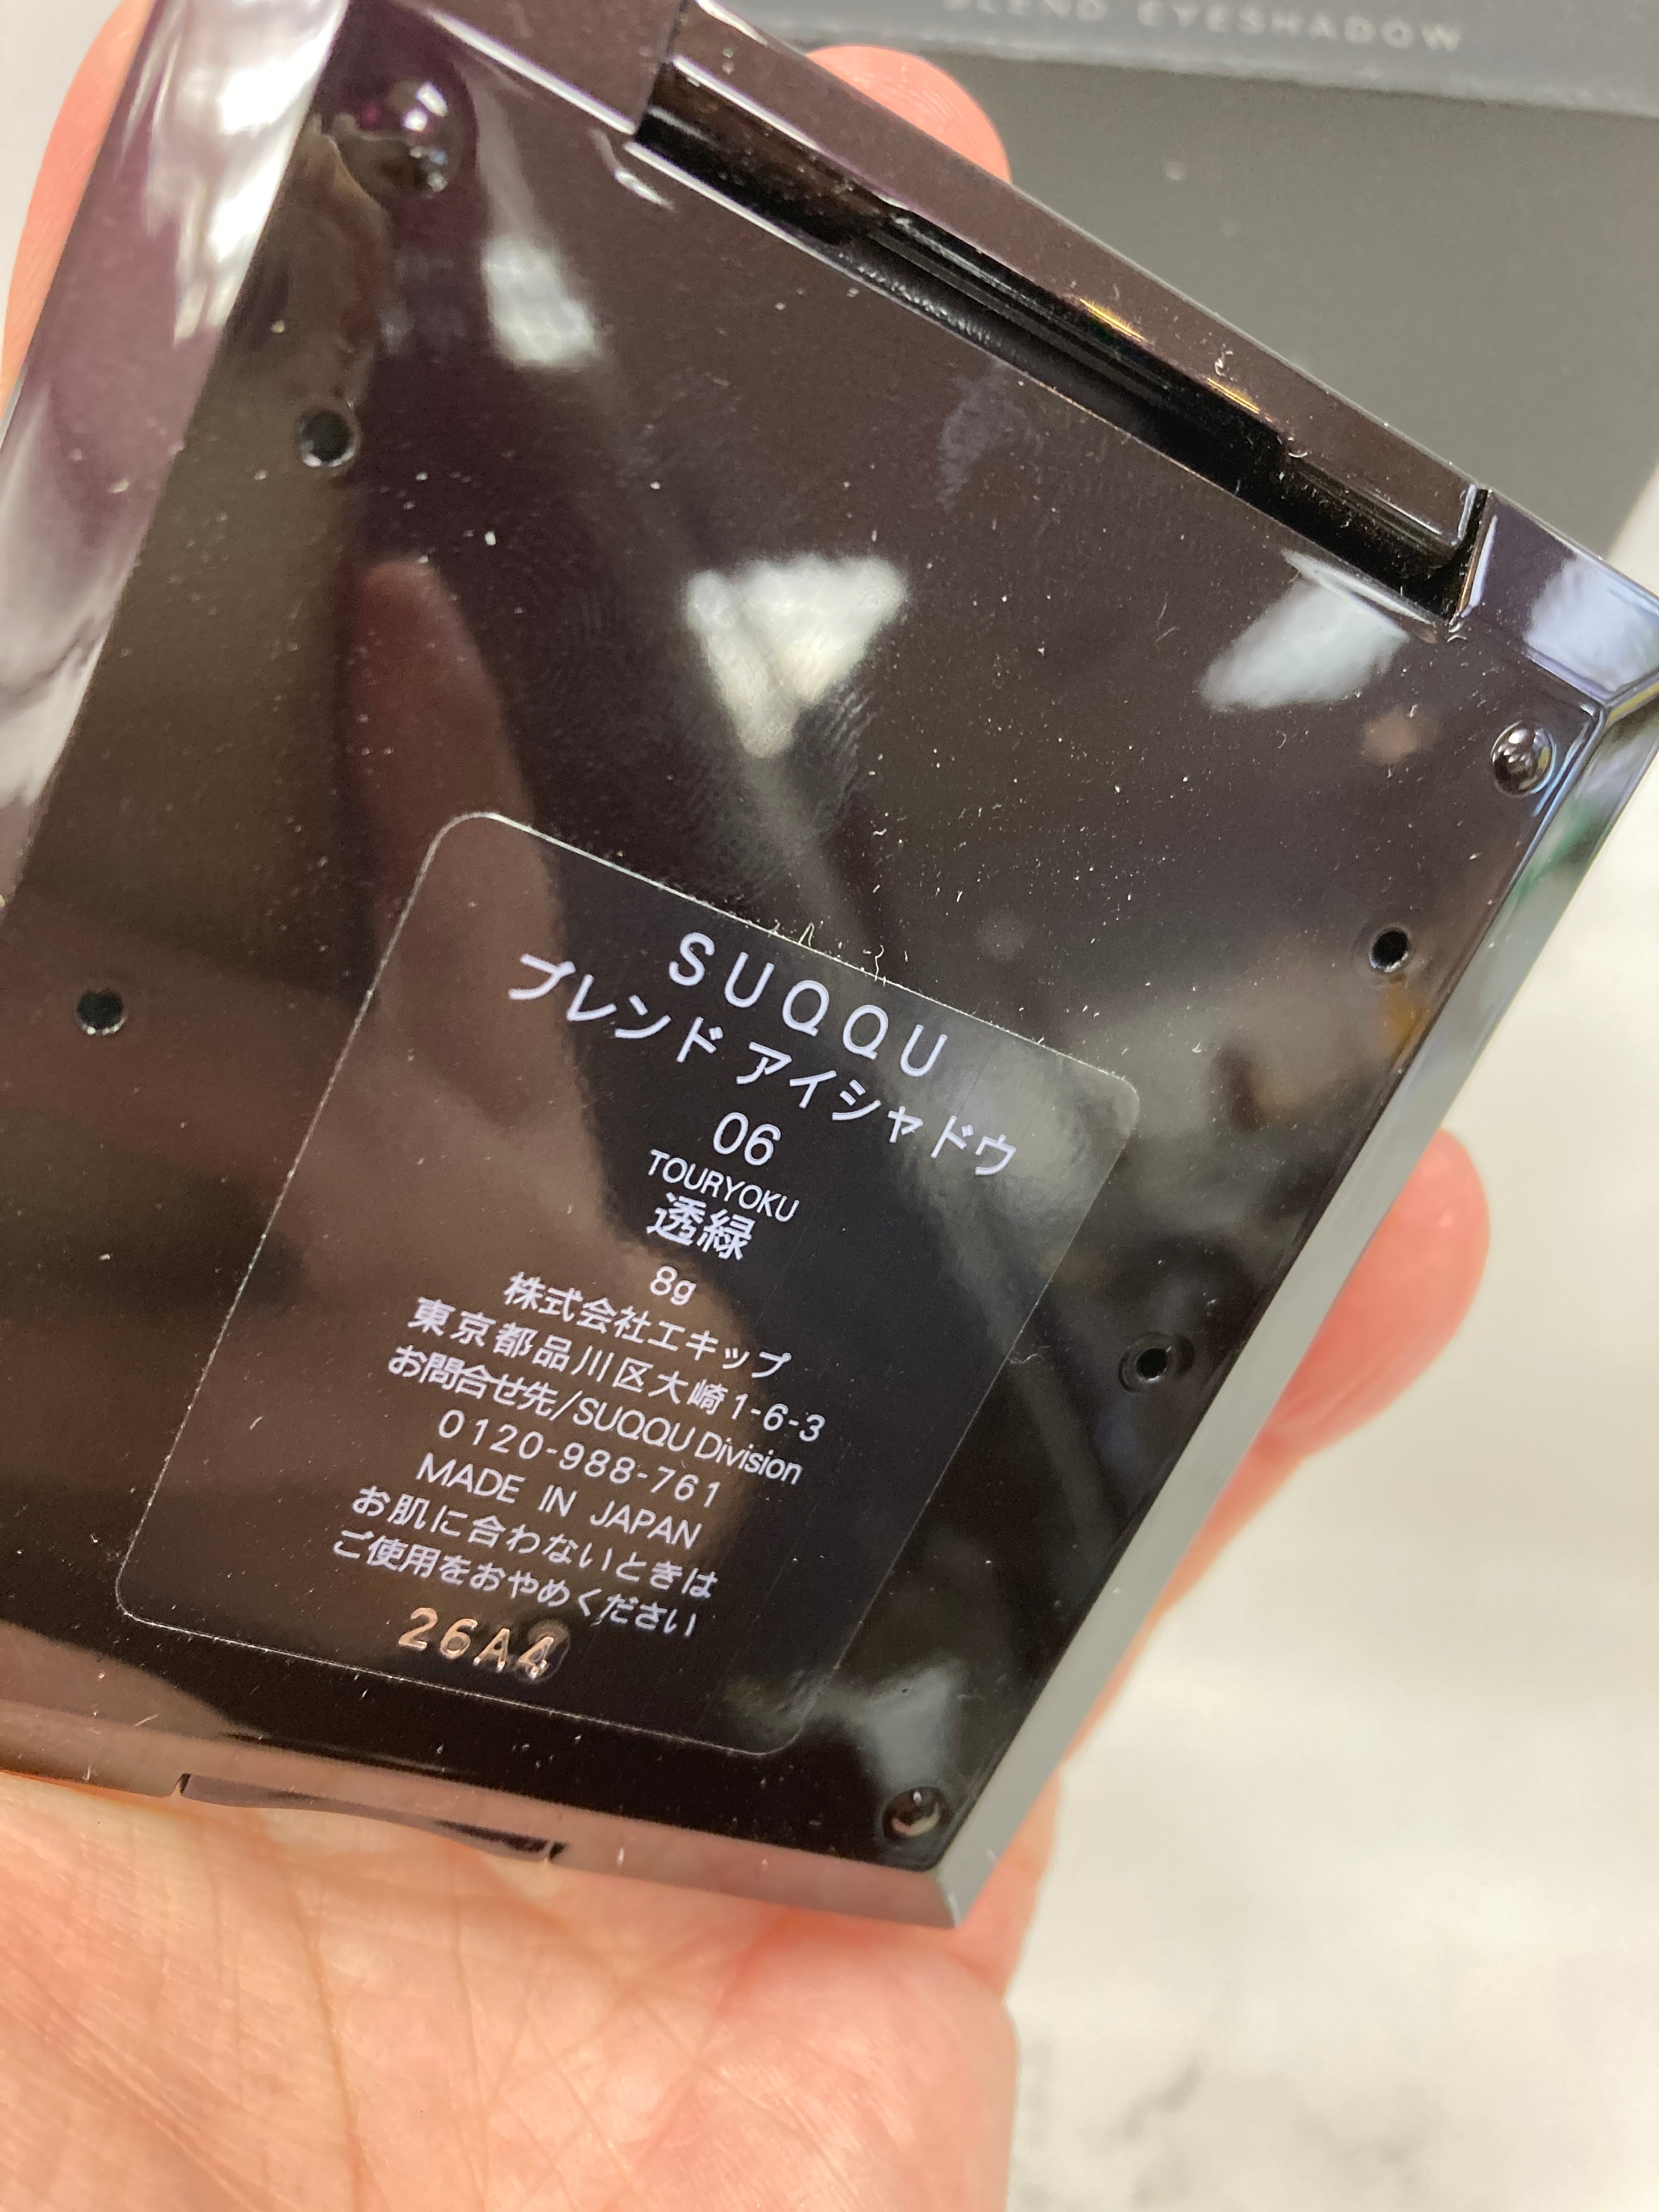 BLEND EYESHADOW
SUQQU
ブレンド アイシャドウ
06
TOURYOKU
透緑
8g
株式会社エキップ
東京都品川区大崎1-6-3
お問合せ先/SUQQU Division
0120-988-761
MADE IN JAPAN
お肌に合わないときは
ご使用をおやめください
26A4